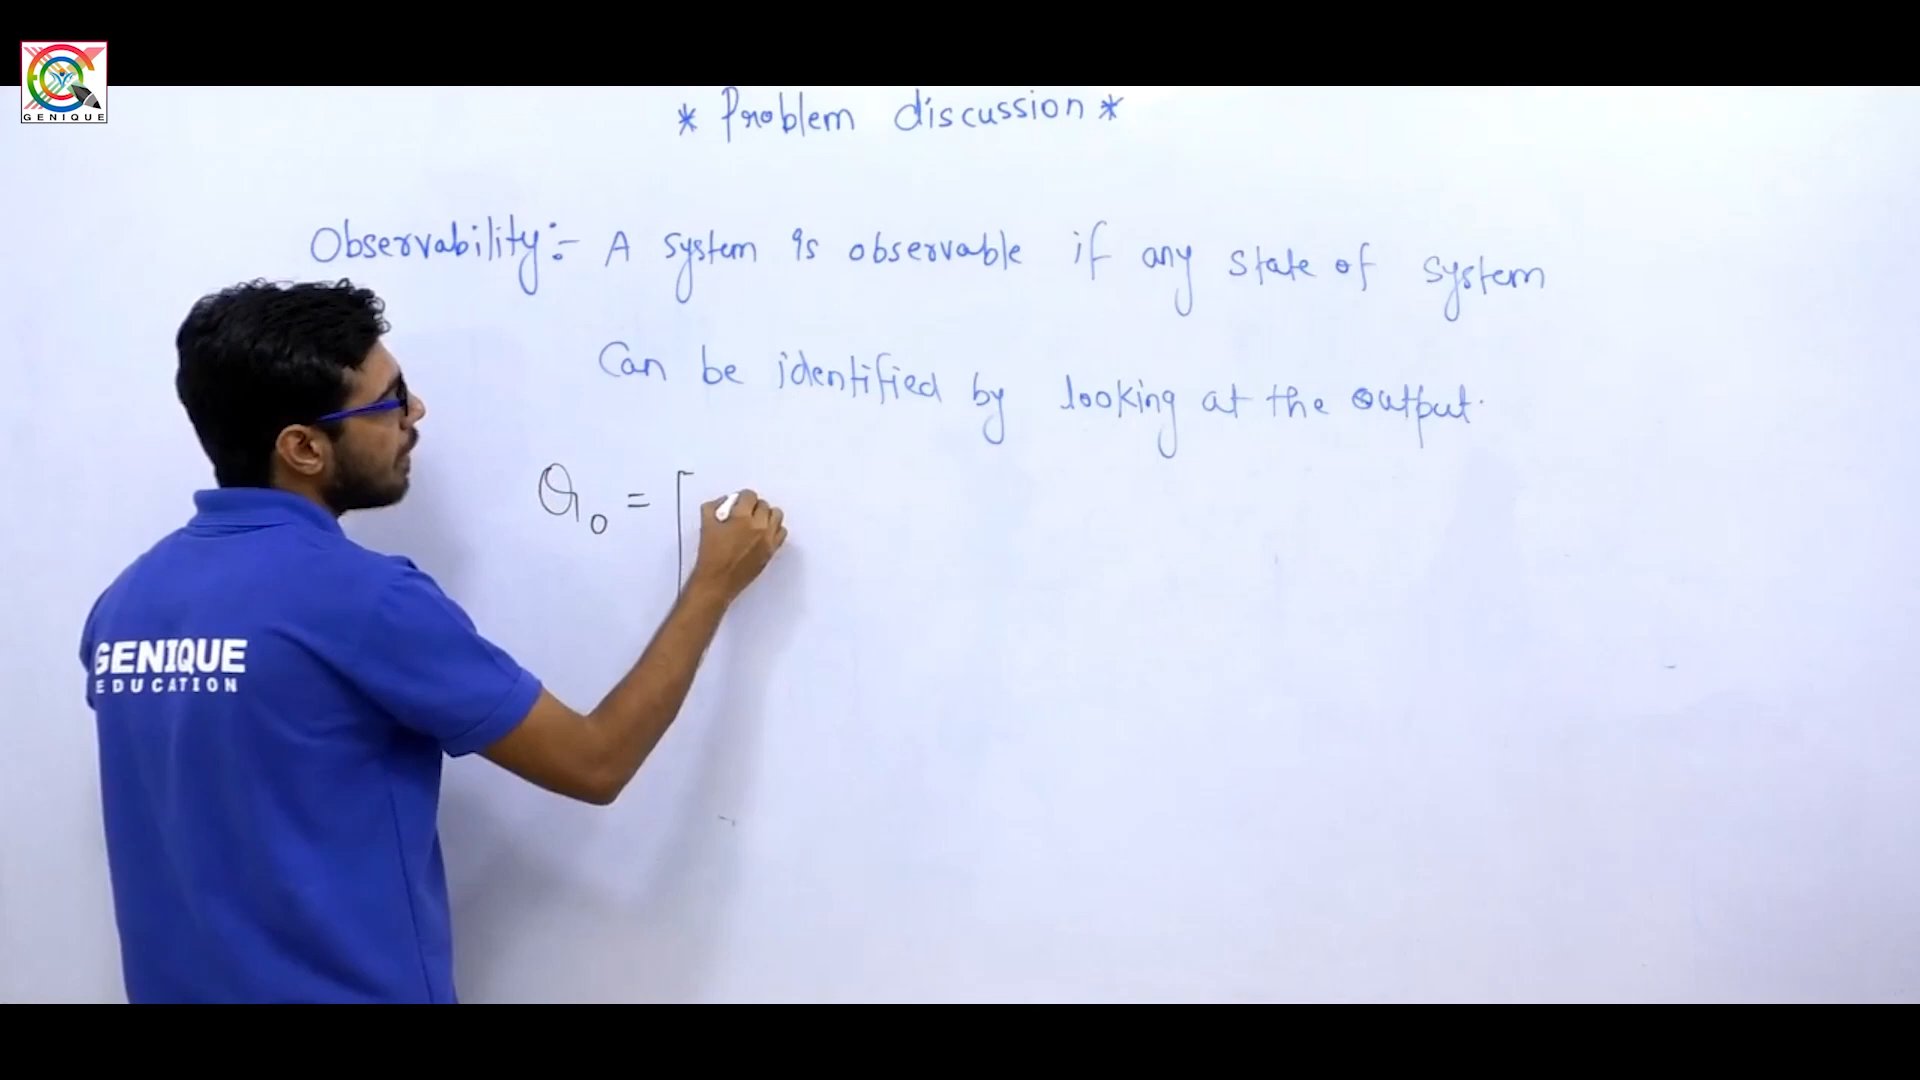 GENIQUE
* Problem discussion *
Observability:- A system is observable if any state of system
Can be identified by looking at the output.
Q₀ = [
GENIQUE
EDUCATION